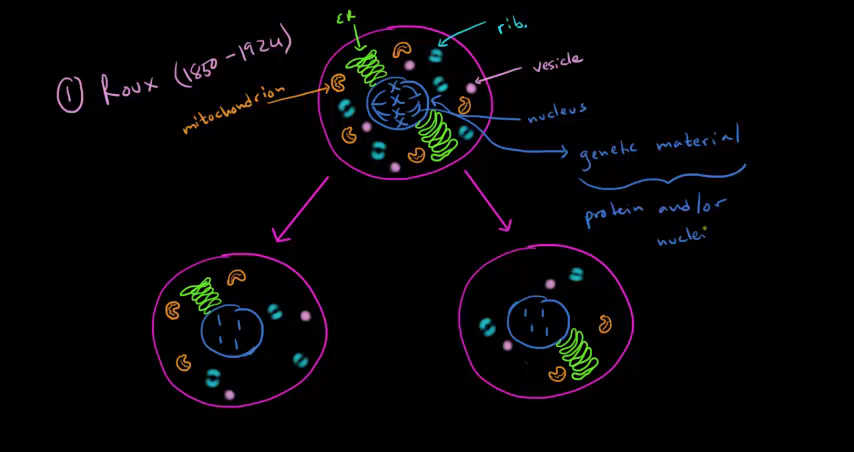 ER
rib.
① Roux (1850-1924)
vesicle
mitochondrion
nucleus
genetic material
protein and/or
nuclei